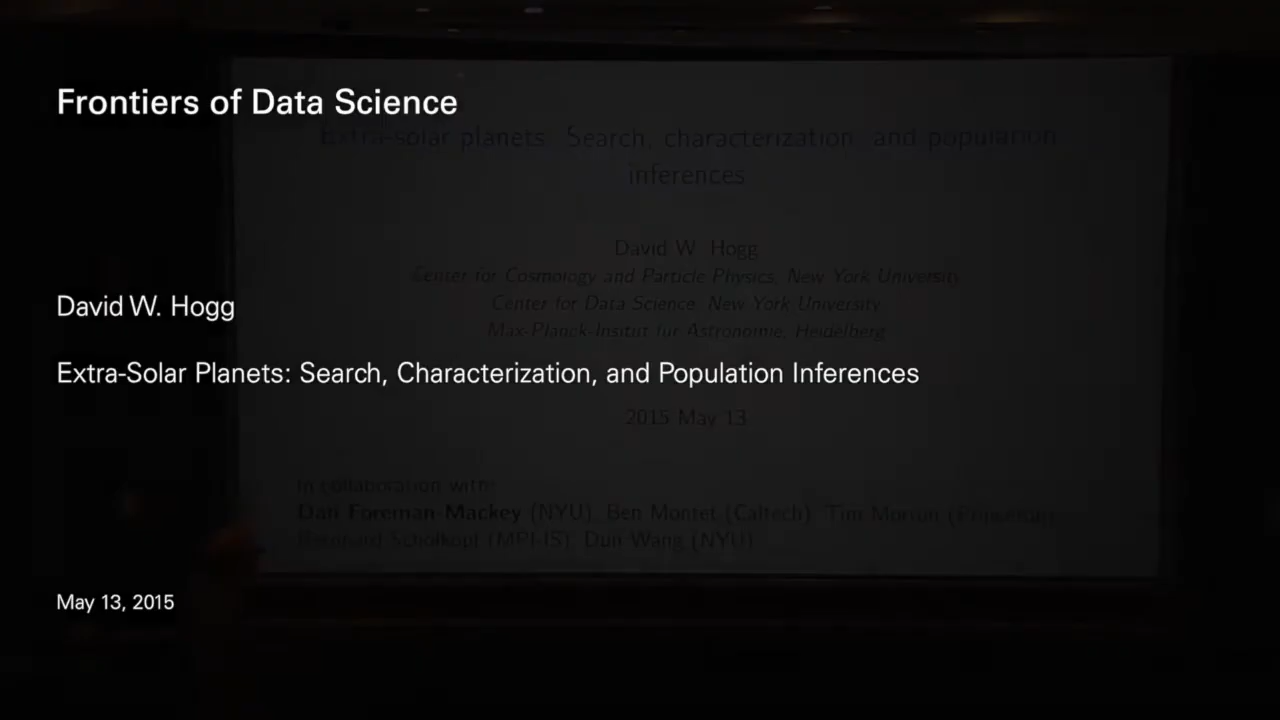 Frontiers of Data Science
David W. Hogg
Extra-Solar Planets: Search, Characterization, and Population Inferences
May 13, 2015
Extra-solar planets: Search, characterization, and population
inferences
David W. Hogg
Center for Cosmology and Particle Physics, New York University
Center for Data Science, New York University
Max-Planck-Insitut für Astronomie, Heidelberg
2015 May 13
In collaboration with:
Dan Foreman-Mackey (NYU), Ben Montet (Caltech), Tim Morton (Princeton),
Bernhard Schölkopf (MPI-IS), Dun Wang (NYU)